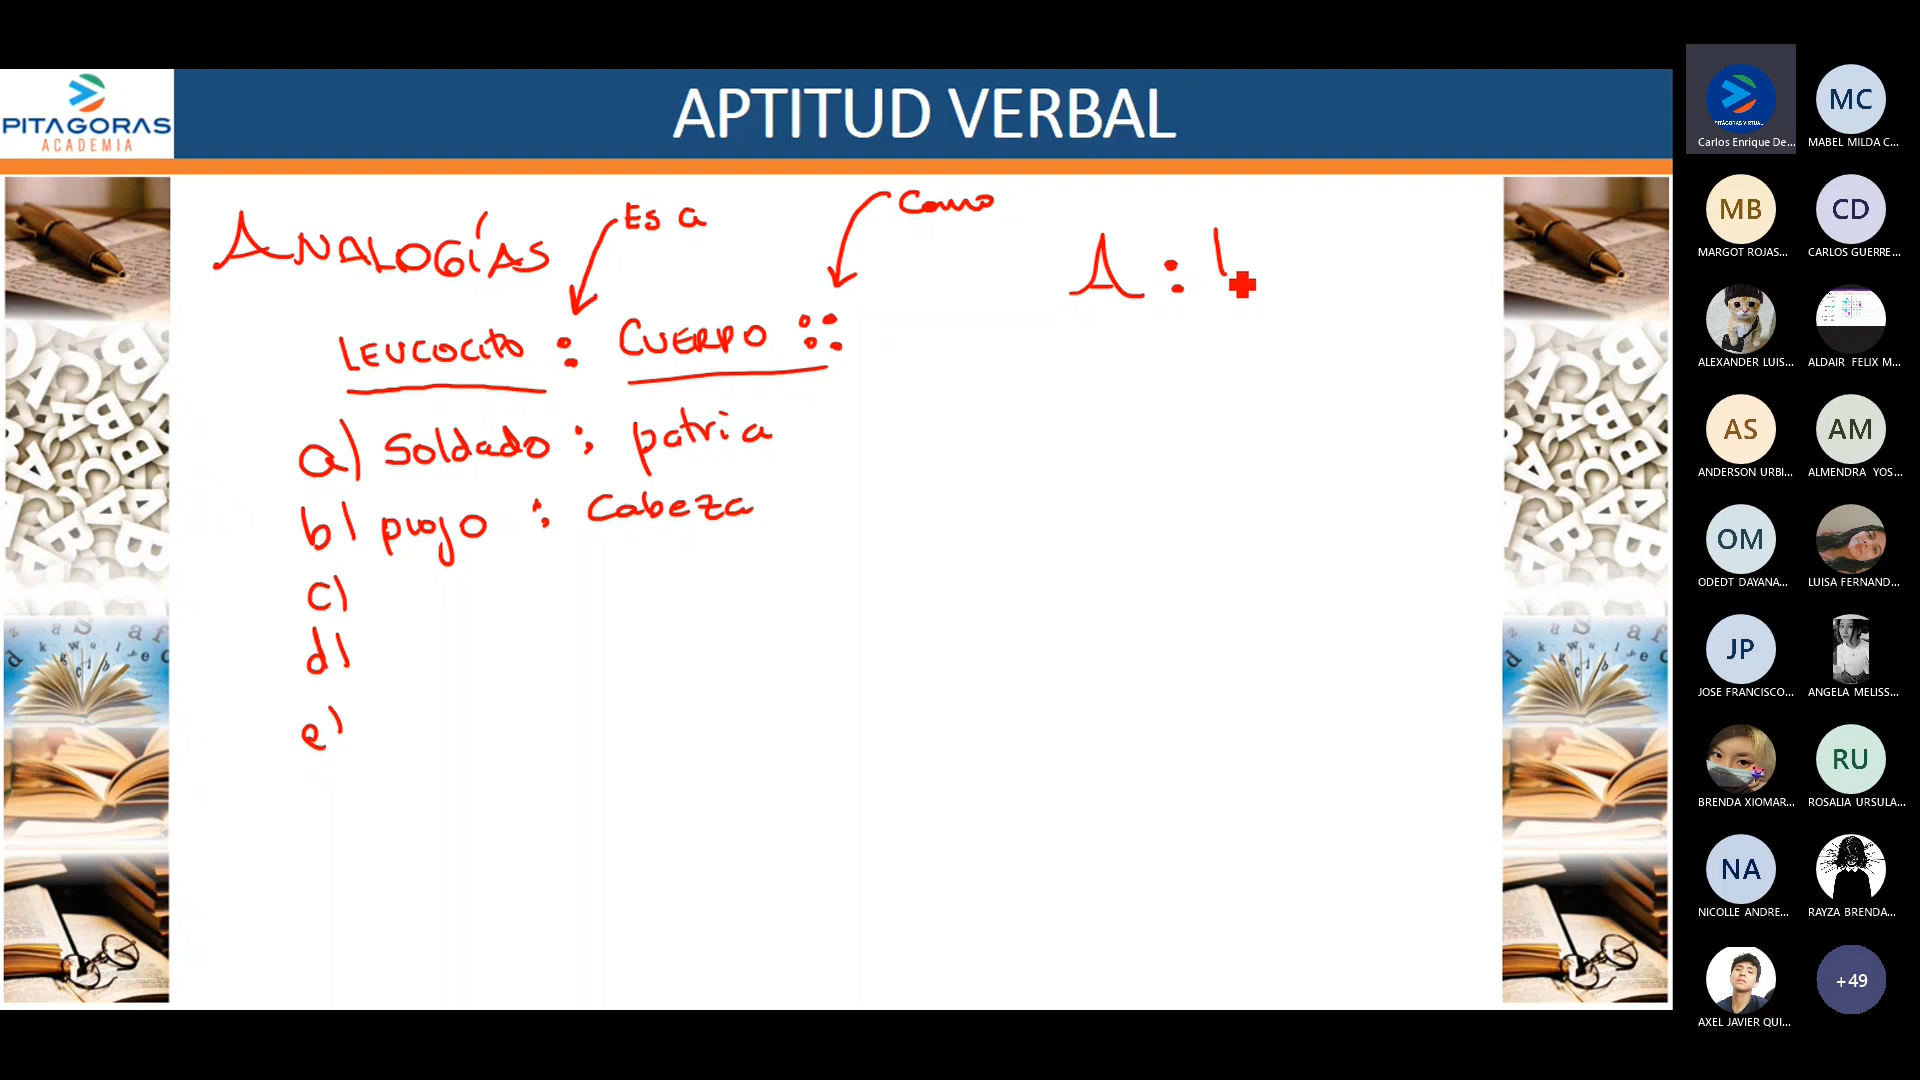 PITAGORAS
ACADEMIA
APTITUD VERBAL
ANALOGÍAS
Es a
Como
A :
LEUCOCITO : CUERPO ::
a) Soldado : patria
b) piojo : Cabeza
c)
d)
e)
PITÁGORAS VIRTUAL
Carlos Enrique De...
MC
MABEL MILDA C...
MB
MARGOT ROJAS...
CD
CARLOS GUERRE...
ALEXANDER LUIS...
ALDAIR FELIX M...
AS
ANDERSON URBI...
AM
ALMENDRA YOS...
OM
ODEDT DAYANA...
LUISA FERNAND...
JP
JOSE FRANCISCO...
ANGELA MELISS...
BRENDA XIOMAR...
RU
ROSALIA URSULA...
NA
NICOLLE ANDRE...
RAYZA BRENDA...
AXEL JAVIER QUI...
+49